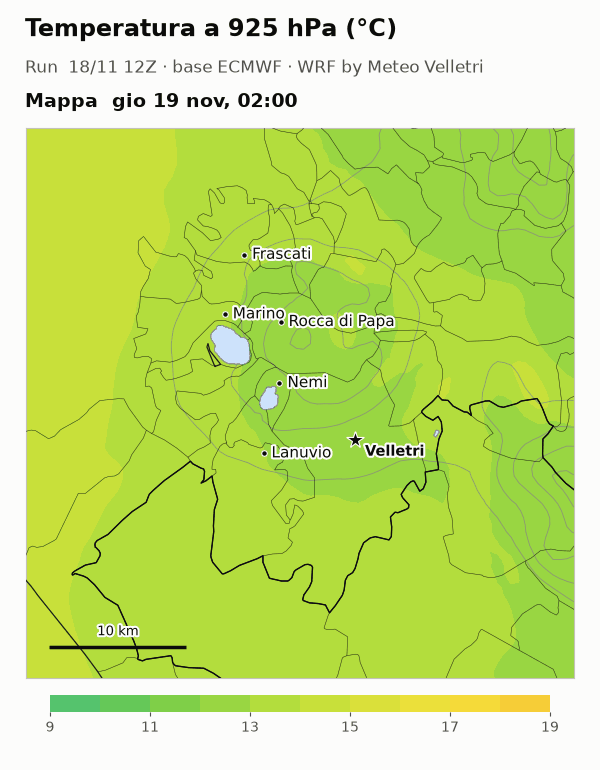 Temperatura a 925 hPa (°C)
Run  18/11 12Z · base ECMWF · WRF by Meteo Velletri
Mappa  gio 19 nov, 02:00
Frascati
Marino
Rocca di Papa
Nemi
Velletri
Lanuvio
10 km
9 11 13 15 17 19